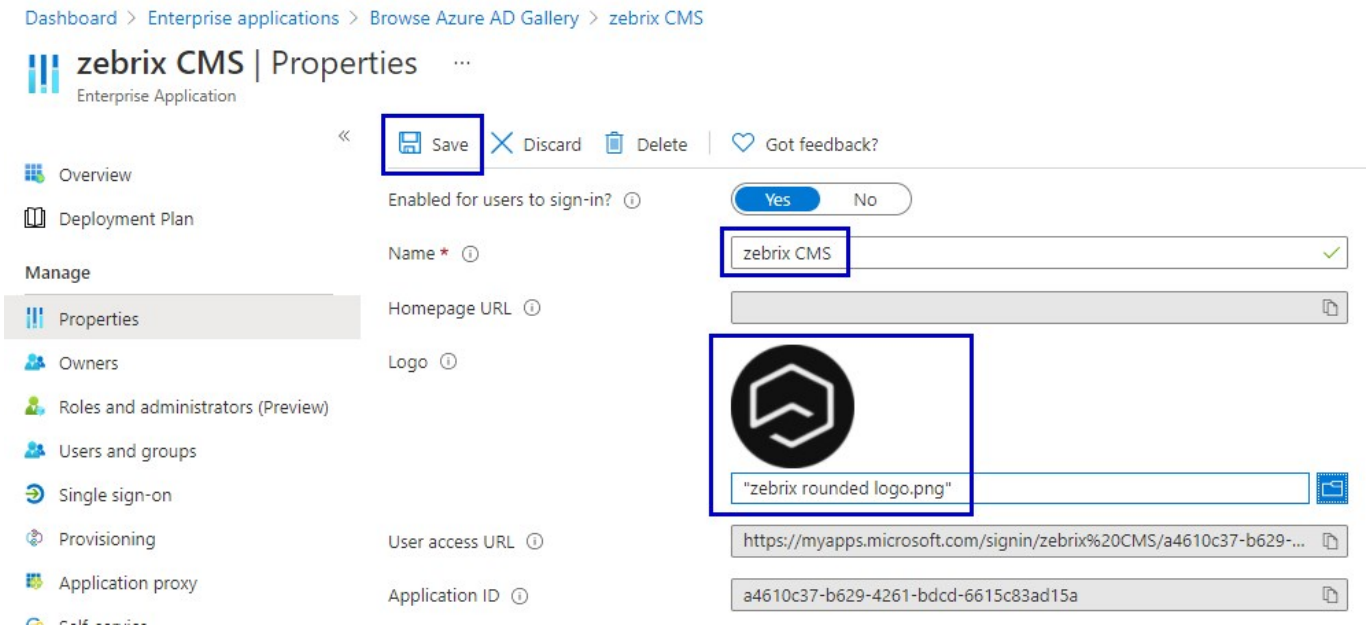 Dashboard > Enterprise applications > Browse Azure AD Gallery > zebrix CMS
zebrix CMS | Properties ...
Enterprise Application
Save Discard Delete Got feedback?
Overview
Deployment Plan
Manage
Properties
Owners
Roles and administrators (Preview)
Users and groups
Single sign-on
Provisioning
Application proxy
Self-service
Enabled for users to sign-in? Yes No
Name * zebrix CMS
Homepage URL
Logo
"zebrix rounded logo.png"
User access URL https://myapps.microsoft.com/signin/zebrix%20CMS/a4610c37-b629-...
Application ID a4610c37-b629-4261-bdcd-6615c83ad15a